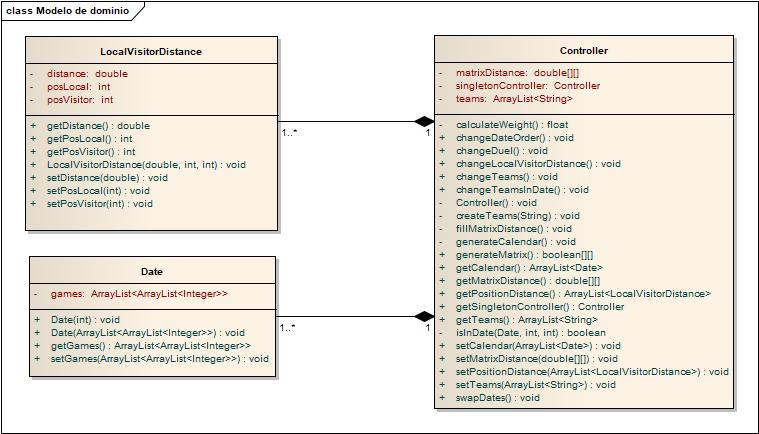 class Modelo de dominio
LocalVisitorDistance
- distance: double
- posLocal: int
- posVisitor: int
+ getDistance() : double
+ getPosLocal() : int
+ getPosVisitor() : int
+ LocalVisitorDistance(double, int, int) : void
+ setDistance(double) : void
+ setPosLocal(int) : void
+ setPosVisitor(int) : void
1..*
1
Controller
- matrixDistance: double[][]
- singletonController: Controller
- teams: ArrayList<String>
- calculateWeight() : float
+ changeDateOrder() : void
+ changeDuel() : void
+ changeLocalVisitorDistance() : void
+ changeTeams() : void
+ changeTeamsInDate() : void
- Controller() : void
- createTeams(String) : void
- fillMatrixDistance() : void
- generateCalendar() : void
+ generateMatrix() : boolean[][]
+ getCalendar() : ArrayList<Date>
+ getMatrixDistance() : double[][]
+ getPositionDistance() : ArrayList<LocalVisitorDistance>
+ getSingletonController() : Controller
+ getTeams() : ArrayList<String>
- isInDate(Date, int, int) : boolean
+ setCalendar(ArrayList<Date>) : void
+ setMatrixDistance(double[][]) : void
+ setPositionDistance(ArrayList<LocalVisitorDistance>) : void
+ setTeams(ArrayList<String>) : void
+ swapDates() : void
Date
- games: ArrayList<ArrayList<Integer>>
+ Date(int) : void
+ Date(ArrayList<ArrayList<Integer>>) : void
+ getGames() : ArrayList<ArrayList<Integer>>
+ setGames(ArrayList<ArrayList<Integer>>) : void
1..*
1